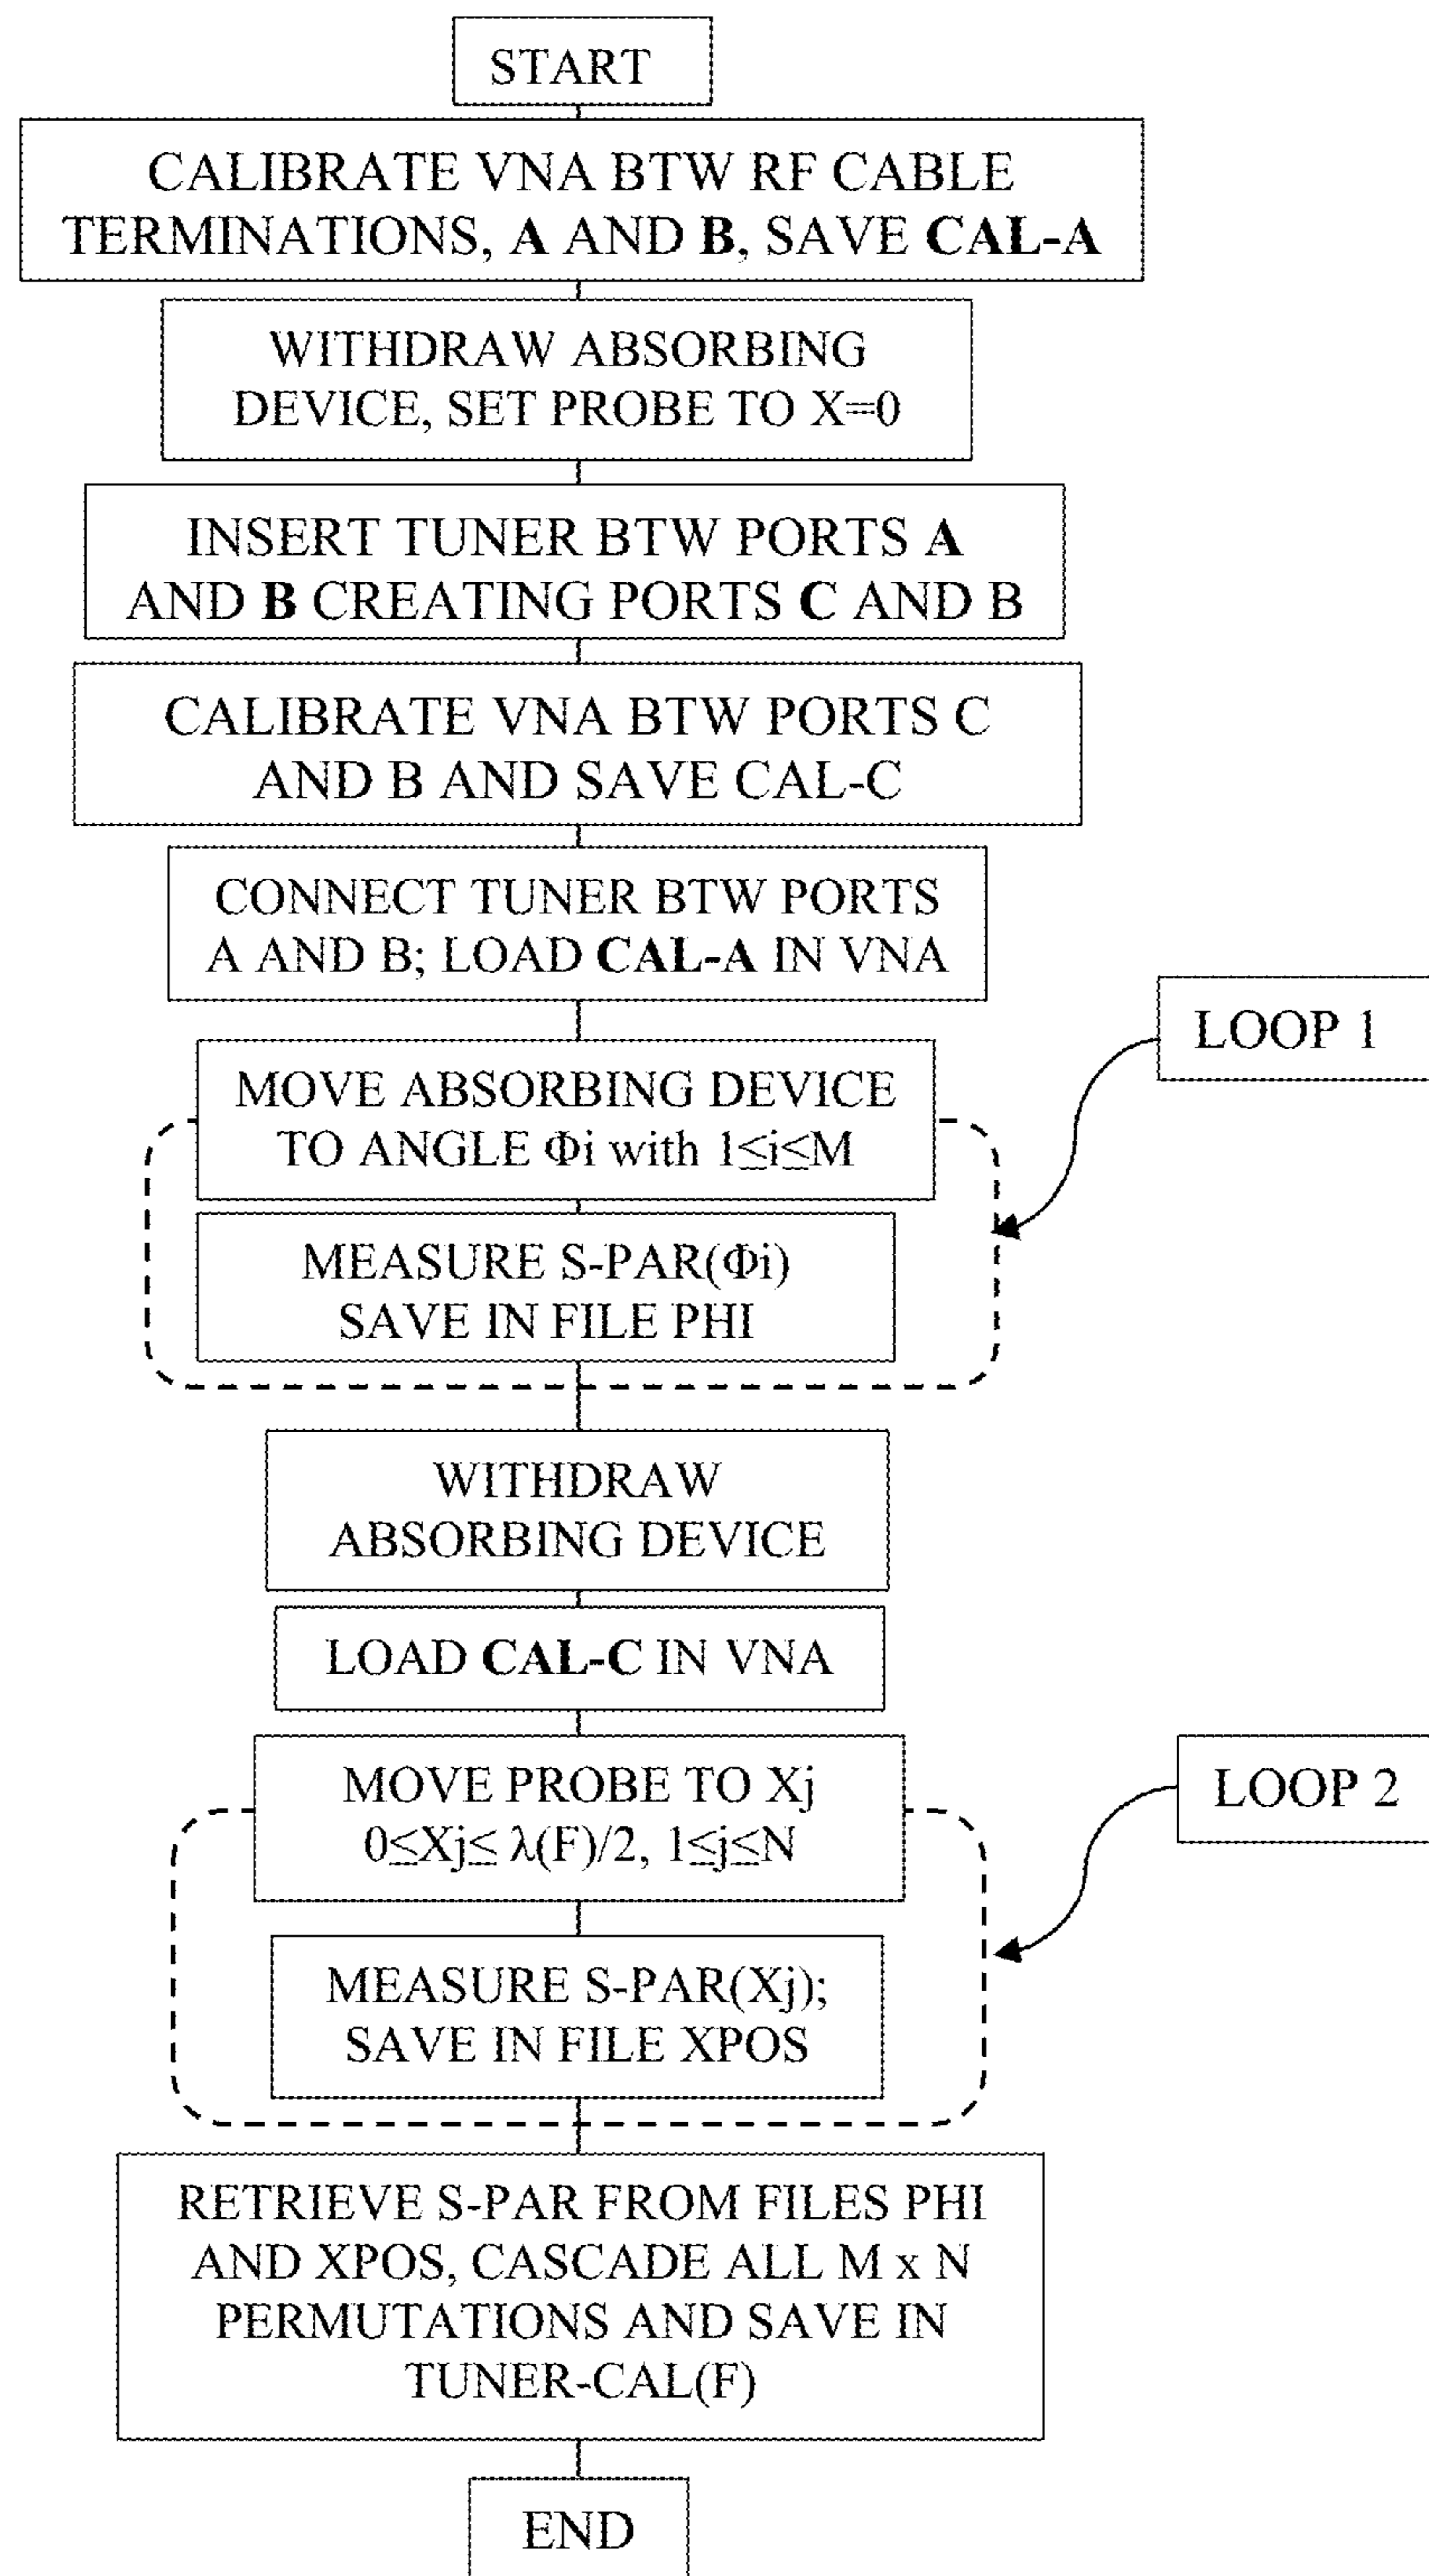 START
CALIBRATE VNA BTW RF CABLE
TERMINATIONS, A AND B, SAVE CAL-A
WITHDRAW ABSORBING
DEVICE, SET PROBE TO X=0
INSERT TUNER BTW PORTS A
AND B CREATING PORTS C AND B
CALIBRATE VNA BTW PORTS C
AND B AND SAVE CAL-C
CONNECT TUNER BTW PORTS
A AND B; LOAD CAL-A IN VNA
LOOP 1
MOVE ABSORBING DEVICE
TO ANGLE Φi with 1≤i≤M
MEASURE S-PAR(Φi)
SAVE IN FILE PHI
WITHDRAW
ABSORBING DEVICE
LOAD CAL-C IN VNA
MOVE PROBE TO Xj
0≤Xj≤ λ(F)/2, 1≤j≤N
LOOP 2
MEASURE S-PAR(Xj);
SAVE IN FILE XPOS
RETRIEVE S-PAR FROM FILES PHI
AND XPOS, CASCADE ALL M x N
PERMUTATIONS AND SAVE IN
TUNER-CAL(F)
END